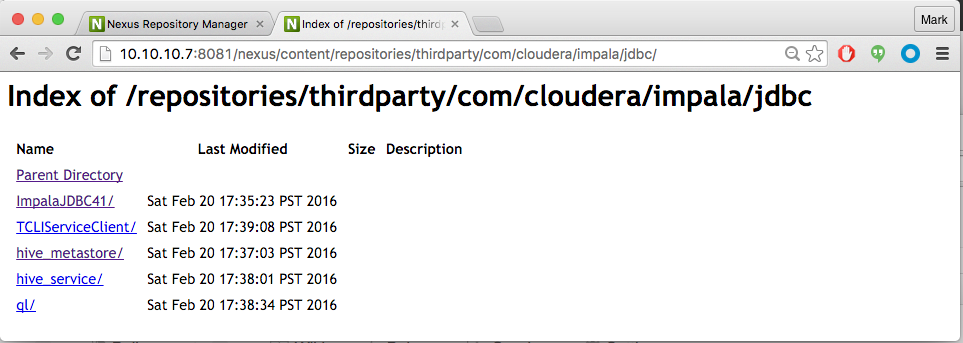 Nexus Repository Manager
Index of /repositories/third
Mark
10.10.10.7:8081/nexus/content/repositories/thirdparty/com/cloudera/impala/jdbc/
Index of /repositories/thirdparty/com/cloudera/impala/jdbc
Name Last Modified Size Description
Parent Directory
ImpalaJDBC41/ Sat Feb 20 17:35:23 PST 2016
TCLIServiceClient/ Sat Feb 20 17:39:08 PST 2016
hive_metastore/ Sat Feb 20 17:37:03 PST 2016
hive_service/ Sat Feb 20 17:38:01 PST 2016
ql/ Sat Feb 20 17:38:34 PST 2016